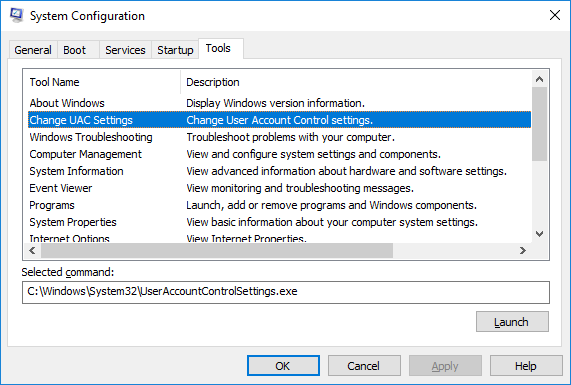 System Configuration
General Boot Services Startup Tools
Tool Name Description
About Windows Display Windows version information.
Change UAC Settings Change User Account Control settings.
Windows Troubleshooting Troubleshoot problems with your computer.
Computer Management View and configure system settings and components.
System Information View advanced information about hardware and software settings.
Event Viewer View monitoring and troubleshooting messages.
Programs Launch, add or remove programs and Windows components.
System Properties View basic information about your computer system settings.
Internet Options View Internet Properties.
Selected command:
C:\Windows\System32\UserAccountControlSettings.exe
Launch
OK Cancel Apply Help